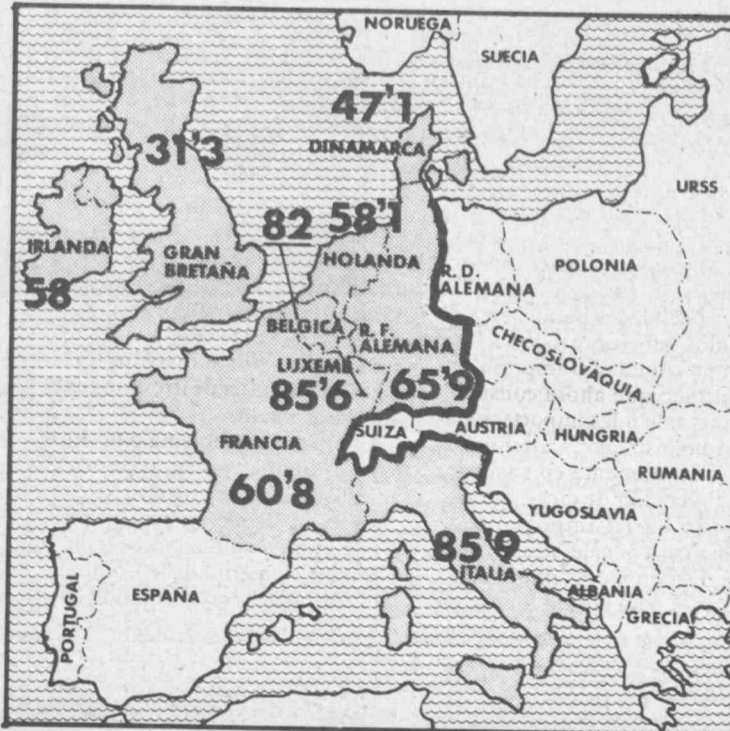 NORUEGA
SUECIA
47'1
31'3
DINAMARCA
URSS
82
58'1
IRLANDA
GRAN
BRETAÑA
HOLANDA
R. D.
ALEMANA
POLONIA
58
BELGICA
R. F.
ALEMANA
CHECOSLOVAQUIA
LUXEME.
85'6
65'9
SUIZA
AUSTRIA
HUNGRIA
FRANCIA
RUMANIA
60'8
YUGOSLAVIA
85'9
ITALIA
ALBANIA
PORTUGAL
ESPAÑA
GRECIA